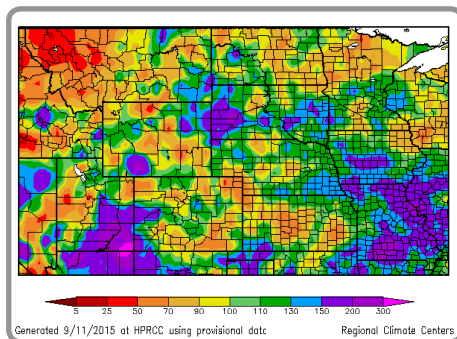 5 25 50 70 90 100 110 130 150 200 300
Generated 9/11/2015 at HPRCC using provisional data
Regional Climate Centers